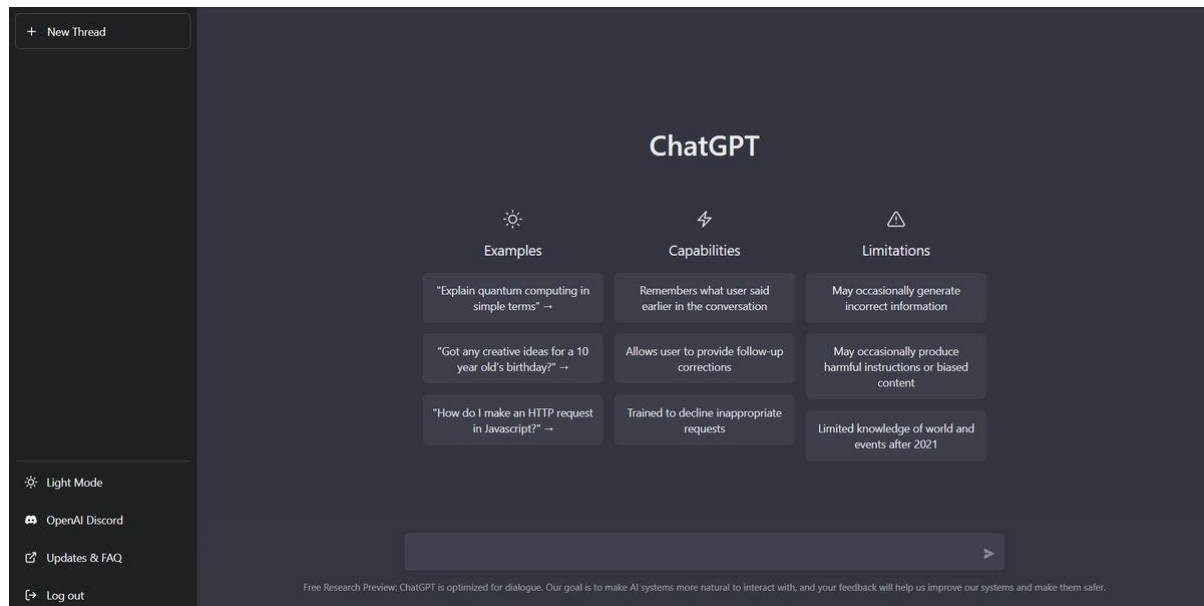 + New Thread
ChatGPT
Examples
"Explain quantum computing in
simple terms" →
"Got any creative ideas for a 10
year old's birthday?" →
"How do I make an HTTP request
in Javascript?" →
Capabilities
Remembers what user said
earlier in the conversation
Allows user to provide follow-up
corrections
Trained to decline inappropriate
requests
Limitations
May occasionally generate
incorrect information
May occasionally produce
harmful instructions or biased
content
Limited knowledge of world and
events after 2021
Light Mode
OpenAI Discord
Updates & FAQ
Log out
Free Research Preview: ChatGPT is optimized for dialogue. Our goal is to make AI systems more natural to interact with, and your feedback will help us improve our systems and make them safer.